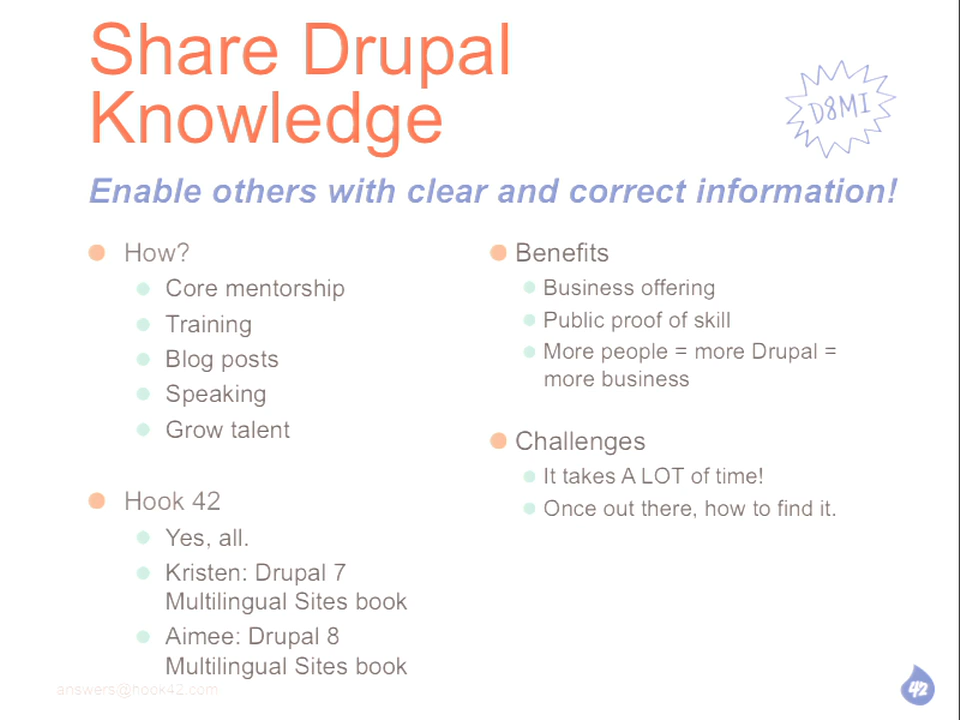 Share Drupal
Knowledge
D8MI
Enable others with clear and correct information!
How?
Core mentorship
Training
Blog posts
Speaking
Grow talent
Hook 42
Yes, all.
Kristen: Drupal 7
Multilingual Sites book
Aimee: Drupal 8
Multilingual Sites book
Benefits
Business offering
Public proof of skill
More people = more Drupal =
more business
Challenges
It takes A LOT of time!
Once out there, how to find it.
answers@hook42.com
42